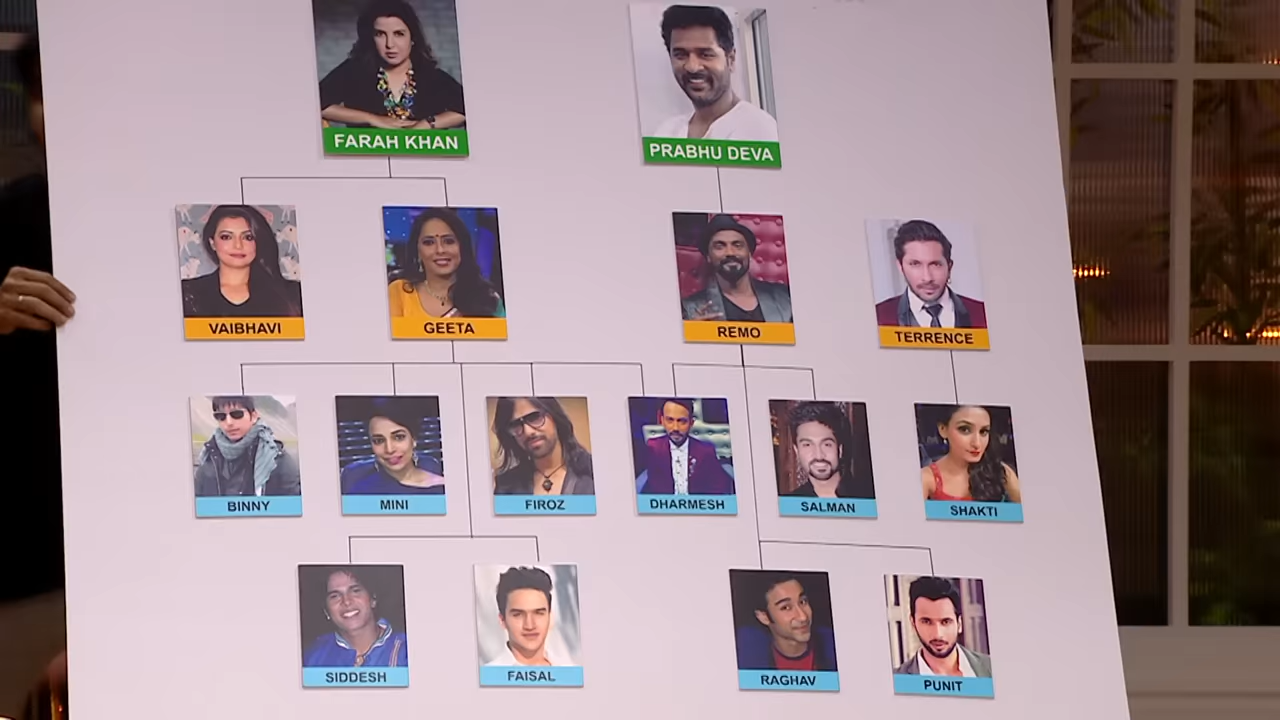 FARAH KHAN
PRABHU DEVA
VAIBHAVI
GEETA
REMO
TERRENCE
BINNY
MINI
FIROZ
DHARMESH
SALMAN
SHAKTI
SIDDESH
FAISAL
RAGHAV
PUNIT